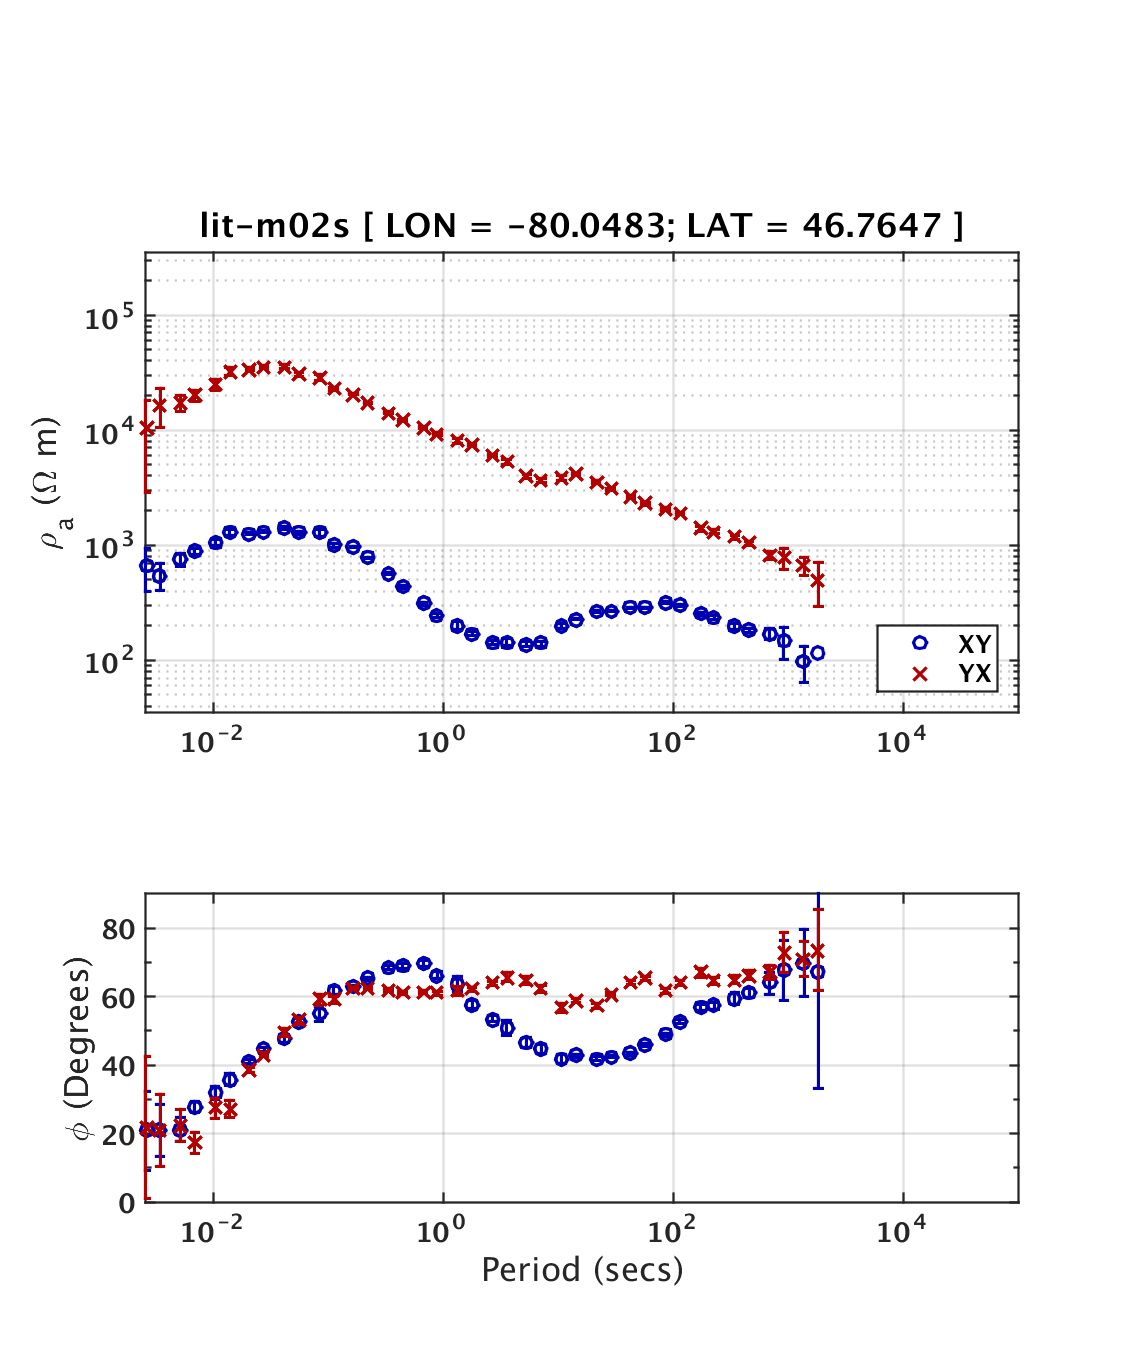 lit-m02s [ LON = -80.0483; LAT = 46.7647 ]
ρa (Ω m)
10^5
10^4
10^3
10^2
XY
YX
10^-2 10^0 10^2 10^4
ϕ (Degrees)
80
60
40
20
0
10^-2 10^0 10^2 10^4
Period (secs)